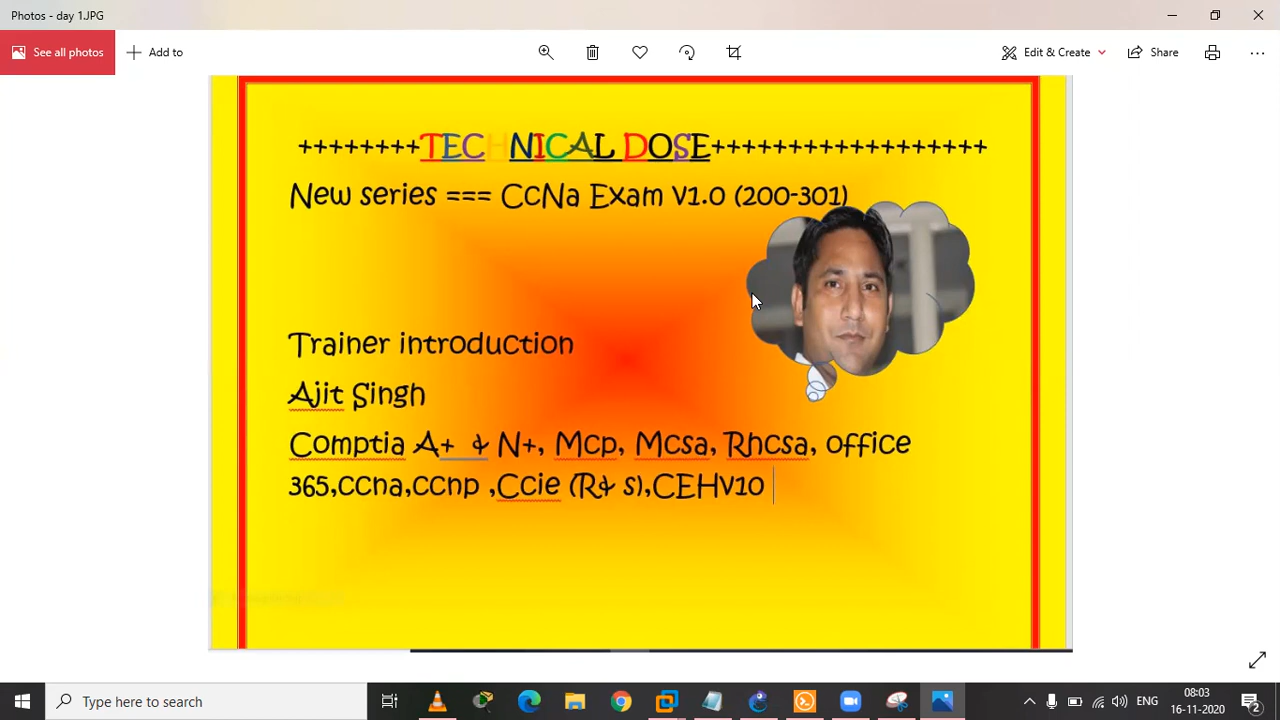 Photos - day 1.JPG
See all photos
Add to
Edit & Create
Share
++++++++TECHNICAL DOSE++++++++++++++++++
New series === CcNa Exam v1.0 (200-301)
Trainer introduction
Ajit Singh
Comptia A+ & N+, Mcp, Mcsa, Rhcsa, office
365,ccna,ccnp ,Ccie (R& s),CEHv10
Type here to search
ENG
08:03
16-11-2020
2